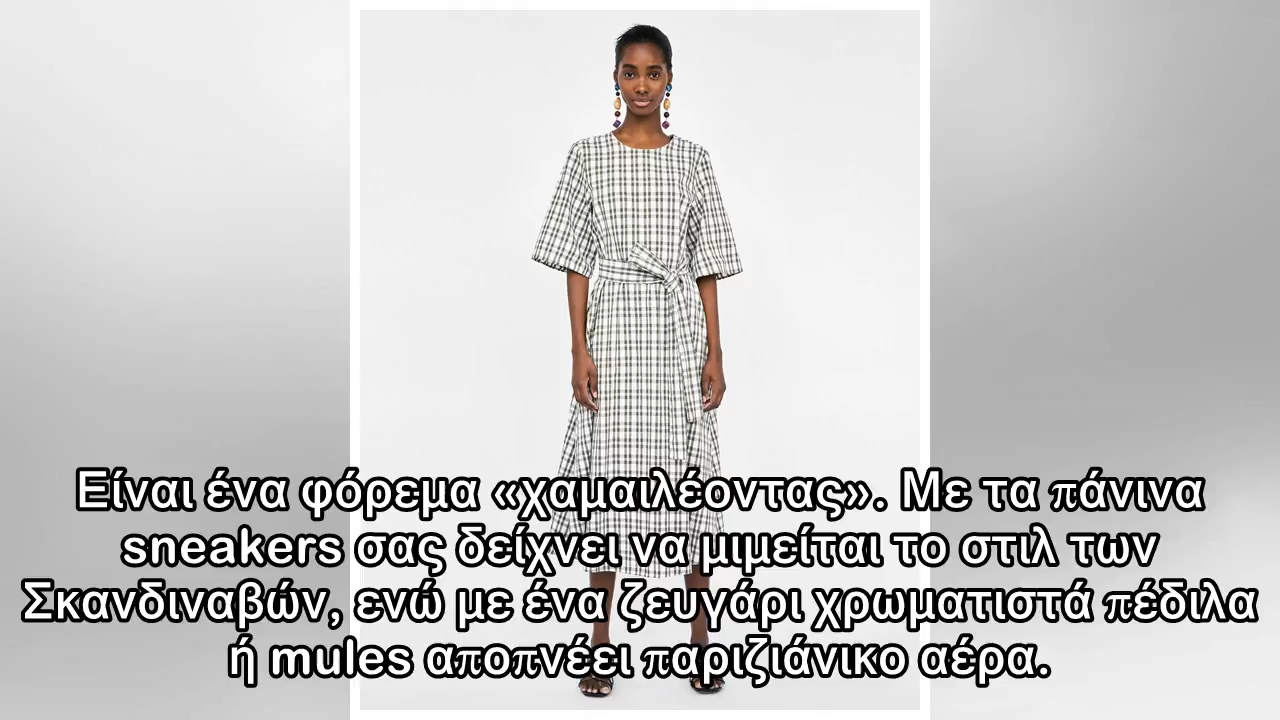 Είναι ένα φόρεμα «χαμαιλέοντας». Με τα πάνινα
sneakers σας δείχνει να μιμείται το στιλ των
Σκανδιναβών, ενώ με ένα ζευγάρι χρωματιστά πέδιλα
ή mules αποπνέει παριζιάνικο αέρα.